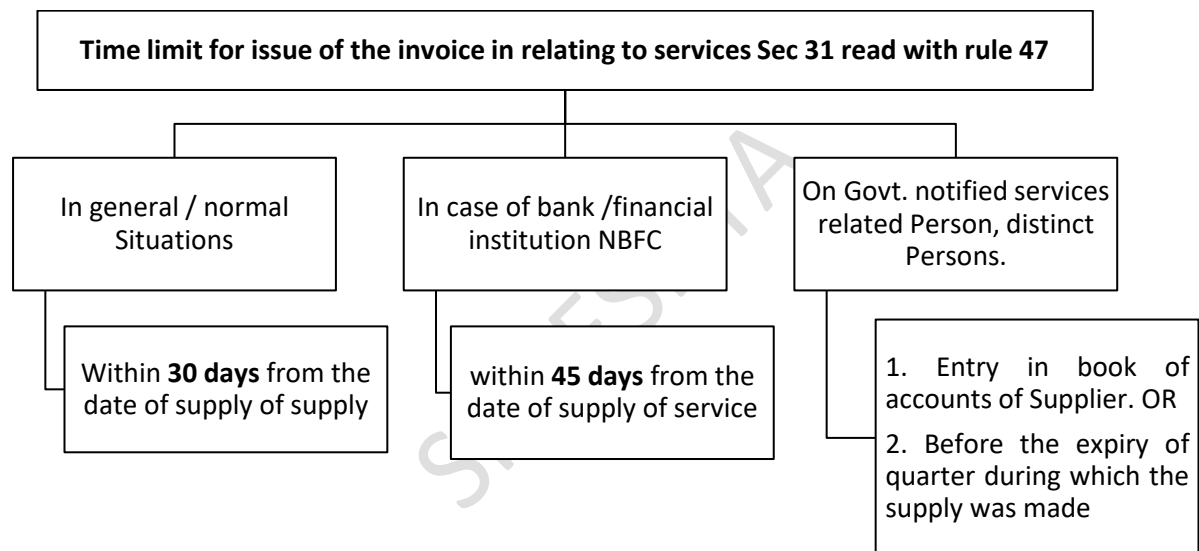 Time limit for issue of the invoice in relating to services Sec 31 read with rule 47
In general / normal
Situations
Within 30 days from the
date of supply of supply
In case of bank /financial
institution NBFC
within 45 days from the
date of supply of service
On Govt. notified services
related Person, distinct
Persons.
1. Entry in book of
accounts of Supplier. OR
2. Before the expiry of
quarter during which the
supply was made